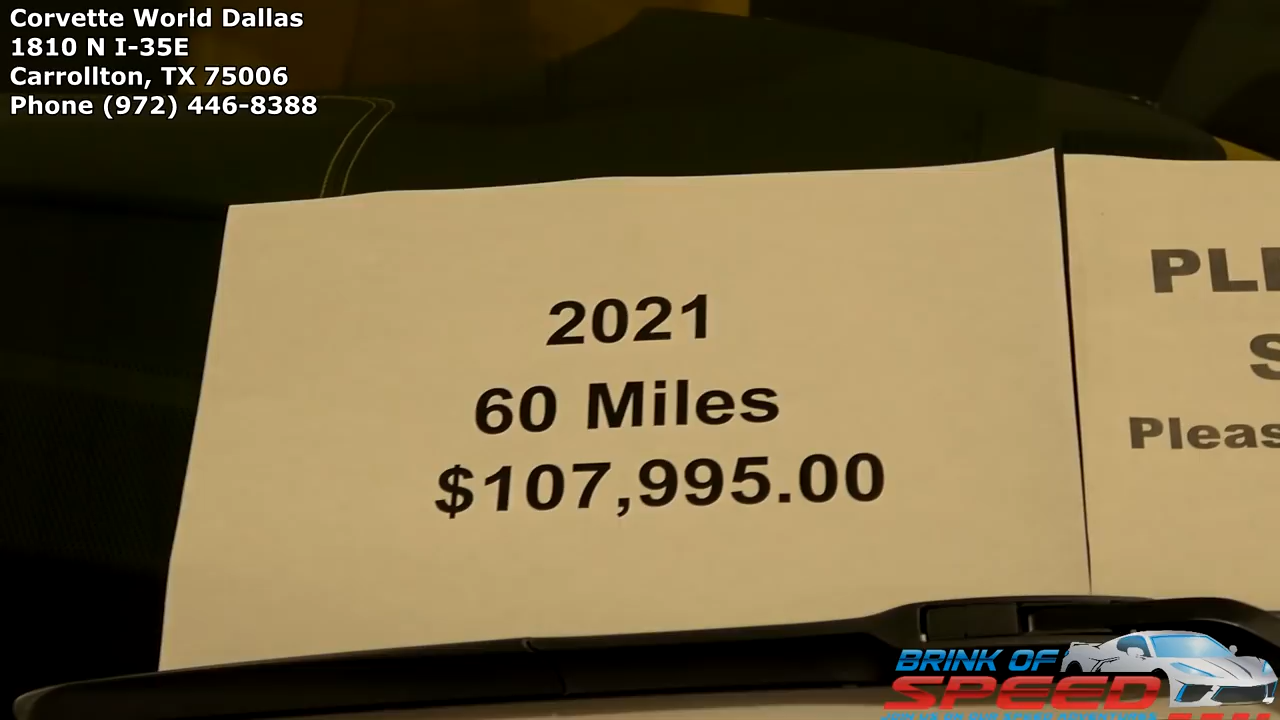 Corvette World Dallas
1810 N I-35E
Carrollton, TX 75006
Phone (972) 446-8388
2021
60 Miles
$107,995.00
BRINK OF
SPEED